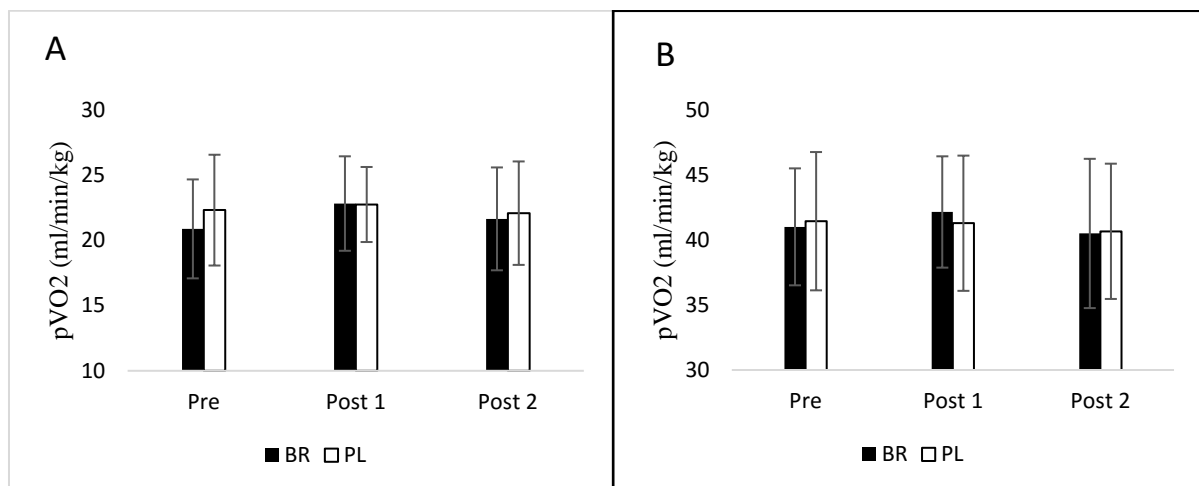 A
pVO2 (ml/min/kg)
30
25
20
15
10
Pre Post 1 Post 2
BR PL
B
pVO2 (ml/min/kg)
50
45
40
35
30
Pre Post 1 Post 2
BR PL